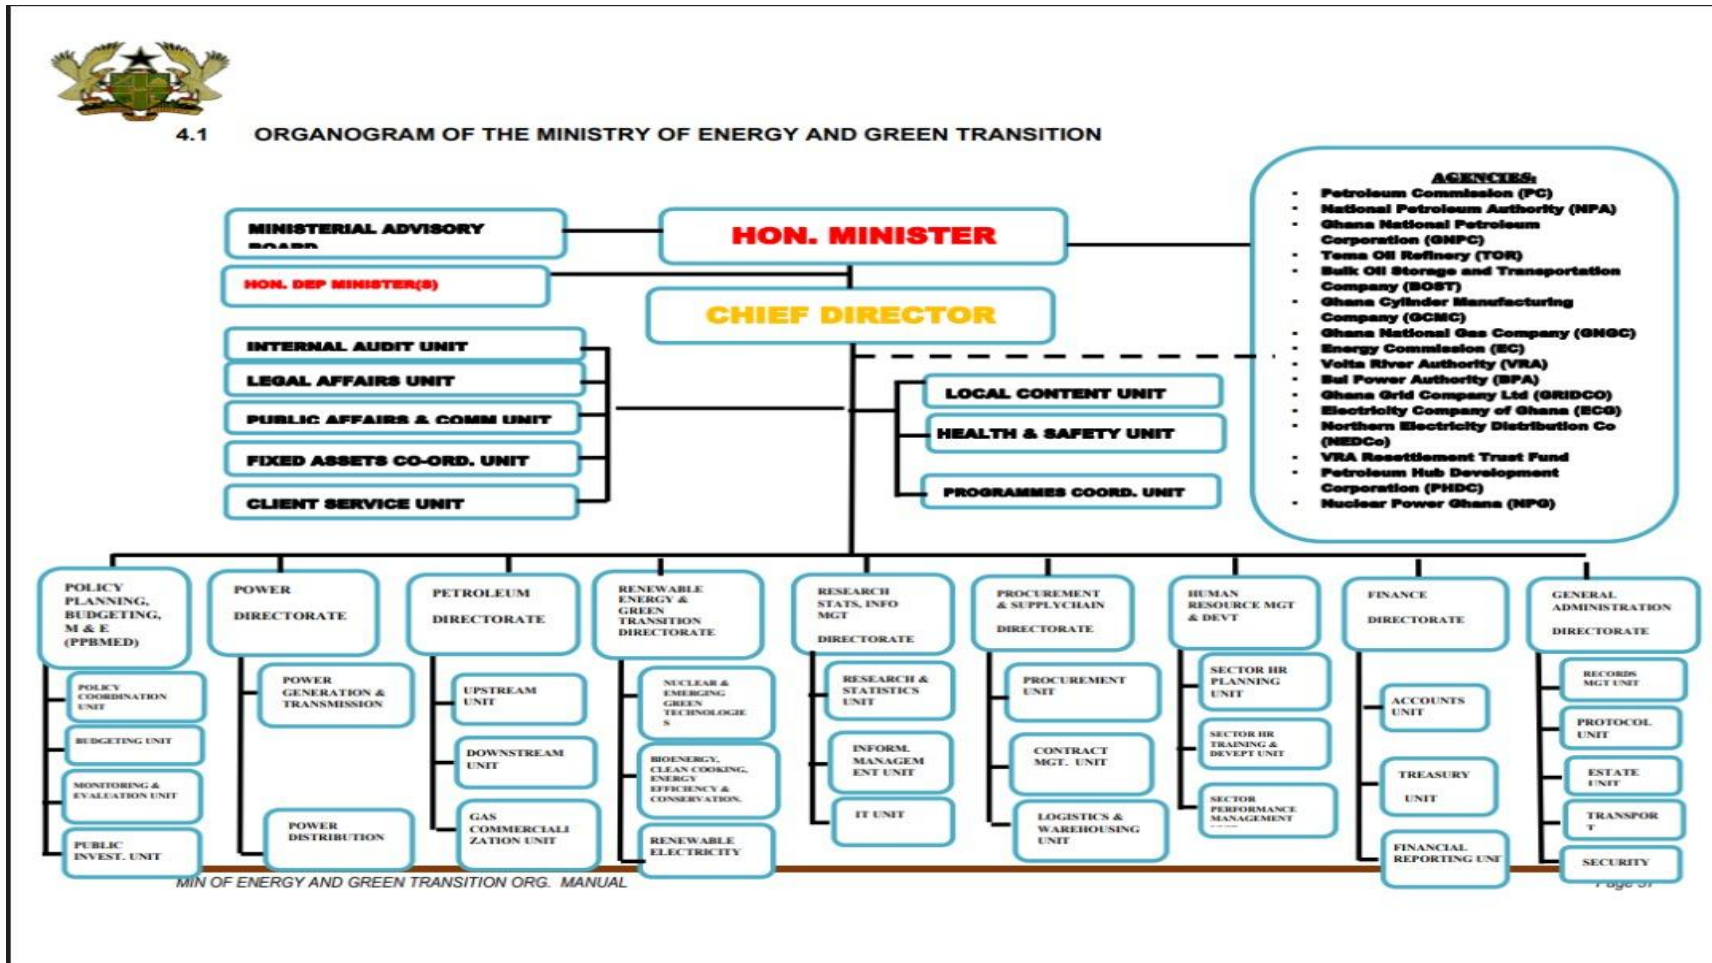 4.1 ORGANOGRAM OF THE MINISTRY OF ENERGY AND GREEN TRANSITION
MINISTERIAL ADVISORY
BOARD
HON. MINISTER
HON. DEP MINISTER(S)
CHIEF DIRECTOR
AGENCIES:
▪ Petroleum Commission (PC)
▪ National Petroleum Authority (NPA)
▪ Ghana National Petroleum
Corporation (GNPC)
▪ Tema Oil Refinery (TOR)
▪ Bulk Oil Storage and Transportation
Company (BOST)
▪ Ghana Cylinder Manufacturing
Company (GCMC)
▪ Ghana National Gas Company (GNGC)
▪ Energy Commission (EC)
▪ Volta River Authority (VRA)
▪ Bui Power Authority (BPA)
▪ Ghana Grid Company Ltd (GRIDCO)
▪ Electricity Company of Ghana (ECG)
▪ Northern Electricity Distribution Co
(NEDCo)
▪ VRA Resettlement Trust Fund
▪ Petroleum Hub Development
Corporation (PHDC)
▪ Nuclear Power Ghana (NPG)
INTERNAL AUDIT UNIT
LEGAL AFFAIRS UNIT
PUBLIC AFFAIRS & COMM UNIT
FIXED ASSETS CO-ORD. UNIT
CLIENT SERVICE UNIT
LOCAL CONTENT UNIT
HEALTH & SAFETY UNIT
PROGRAMMES COORD. UNIT
POLICY
PLANNING,
BUDGETING,
M & E
(PPBMED)
POLICY
COORDINATION
UNIT
BUDGETING UNIT
MONITORING &
EVALUATION UNIT
PUBLIC
INVEST. UNIT
POWER
DIRECTORATE
POWER
GENERATION &
TRANSMISSION
POWER
DISTRIBUTION
PETROLEUM
DIRECTORATE
UPSTREAM
UNIT
DOWNSTREAM
UNIT
GAS
COMMERCIALI
ZATION UNIT
RENEWABLE
ENERGY &
GREEN
TRANSITION
DIRECTORATE
NUCLEAR &
EMERGING
GREEN
TECHNOLOGIE
S
BIOENERGY,
CLEAN COOKING,
ENERGY
EFFICIENCY &
CONSERVATION.
RENEWABLE
ELECTRICITY
RESEARCH
STATS, INFO
MGT
DIRECTORATE
RESEARCH &
STATISTICS
UNIT
INFORM.
MANAGEM
ENT UNIT
IT UNIT
PROCUREMENT
& SUPPLYCHAIN
DIRECTORATE
PROCUREMENT
UNIT
CONTRACT
MGT. UNIT
LOGISTICS &
WAREHOUSING
UNIT
HUMAN
RESOURCE MGT
& DEVT
SECTOR HR
PLANNING
UNIT
SECTOR HR
TRAINING &
DEVEPT UNIT
SECTOR
PERFORMANCE
MANAGEMENT
FINANCE
DIRECTORATE
ACCOUNTS
UNIT
TREASURY
UNIT
FINANCIAL
REPORTING UNIT
GENERAL
ADMINISTRATION
DIRECTORATE
RECORDS
MGT UNIT
PROTOCOL
UNIT
ESTATE
UNIT
TRANSPOR
T
SECURITY
MIN OF ENERGY AND GREEN TRANSITION ORG. MANUAL